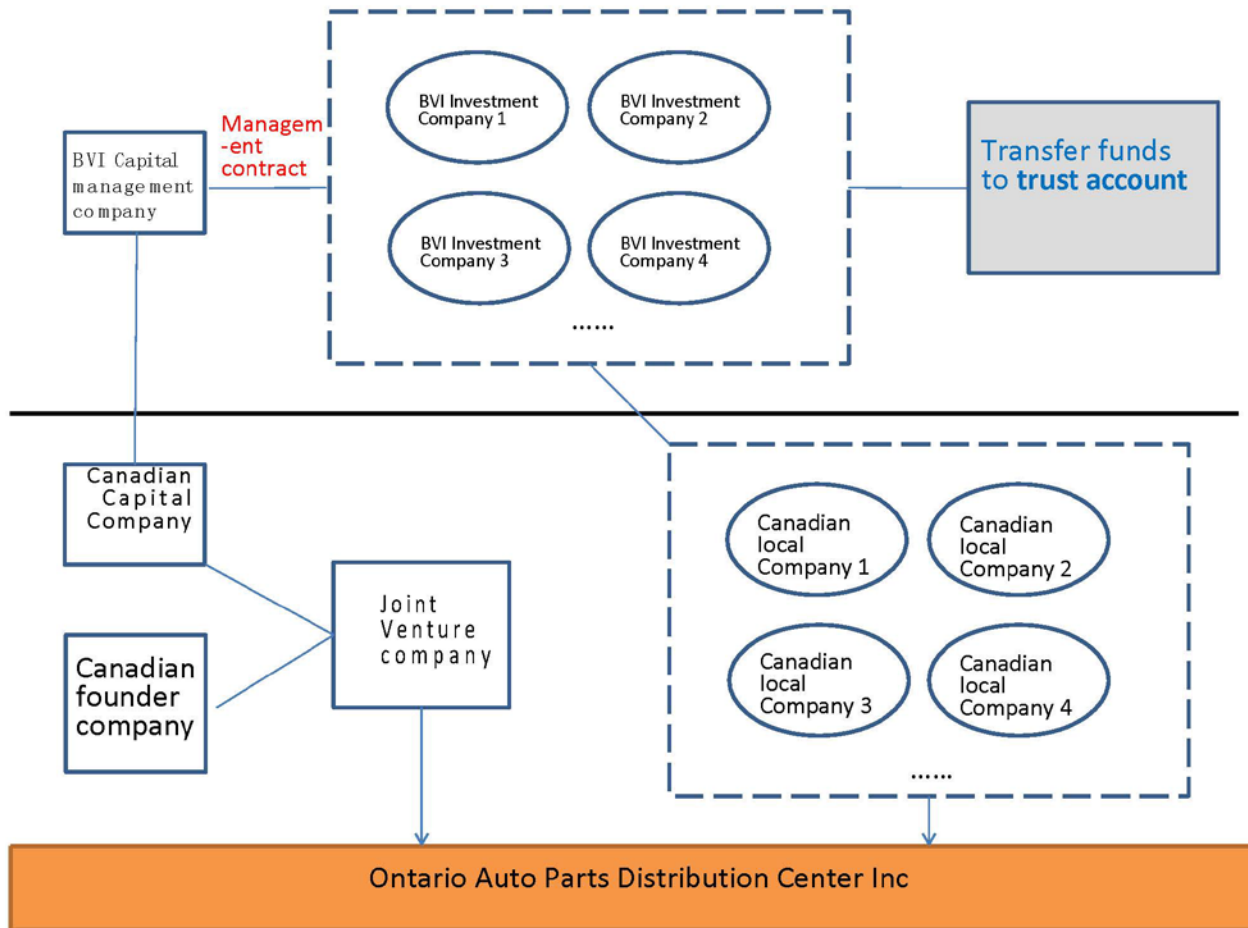 BVI Capital
management
company
Managem
-ent
contract
BVI Investment
Company 1
BVI Investment
Company 2
BVI Investment
Company 3
BVI Investment
Company 4
......
Transfer funds
to trust account
Canadian
Capital
Company
Canadian
founder
company
Joint
Venture
company
Canadian
local
Company 1
Canadian
local
Company 2
Canadian
local
Company 3
Canadian
local
Company 4
......
Ontario Auto Parts Distribution Center Inc